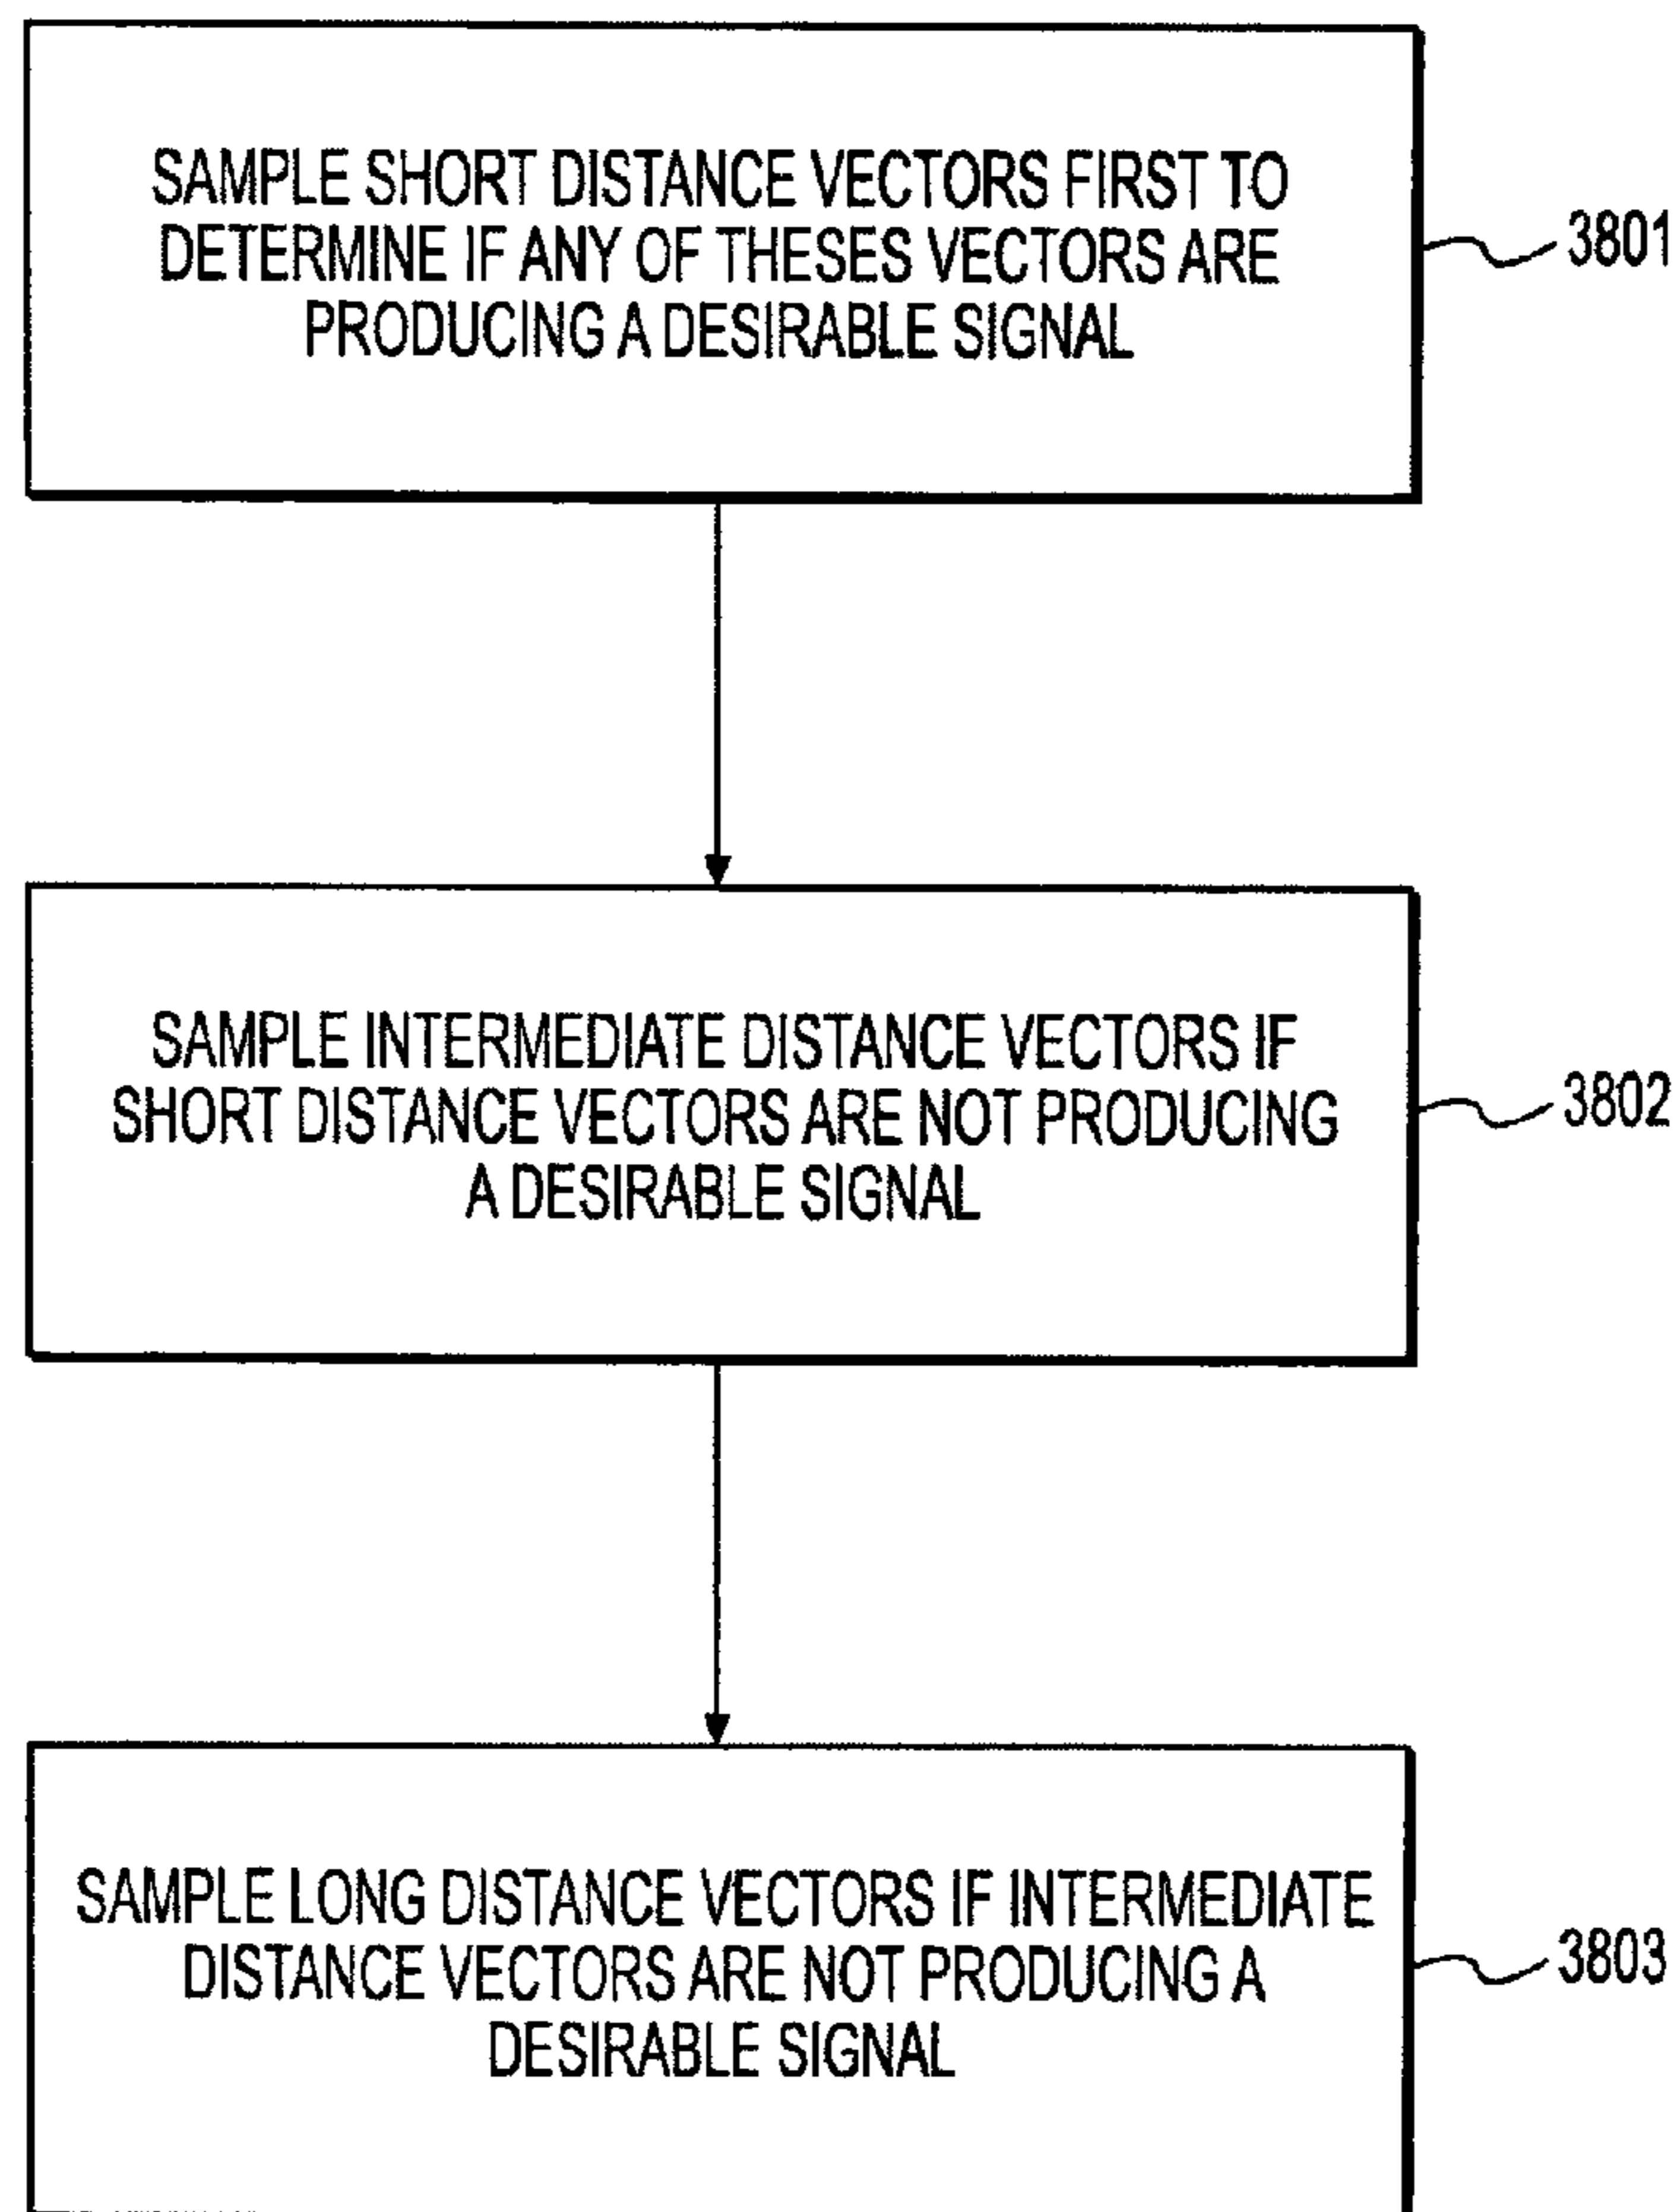 SAMPLE SHORT DISTANCE VECTORS FIRST TO
DETERMINE IF ANY OF THESES VECTORS ARE
PRODUCING A DESIRABLE SIGNAL
3801
SAMPLE INTERMEDIATE DISTANCE VECTORS IF
SHORT DISTANCE VECTORS ARE NOT PRODUCING
A DESIRABLE SIGNAL
3802
SAMPLE LONG DISTANCE VECTORS IF INTERMEDIATE
DISTANCE VECTORS ARE NOT PRODUCING A
DESIRABLE SIGNAL
3803